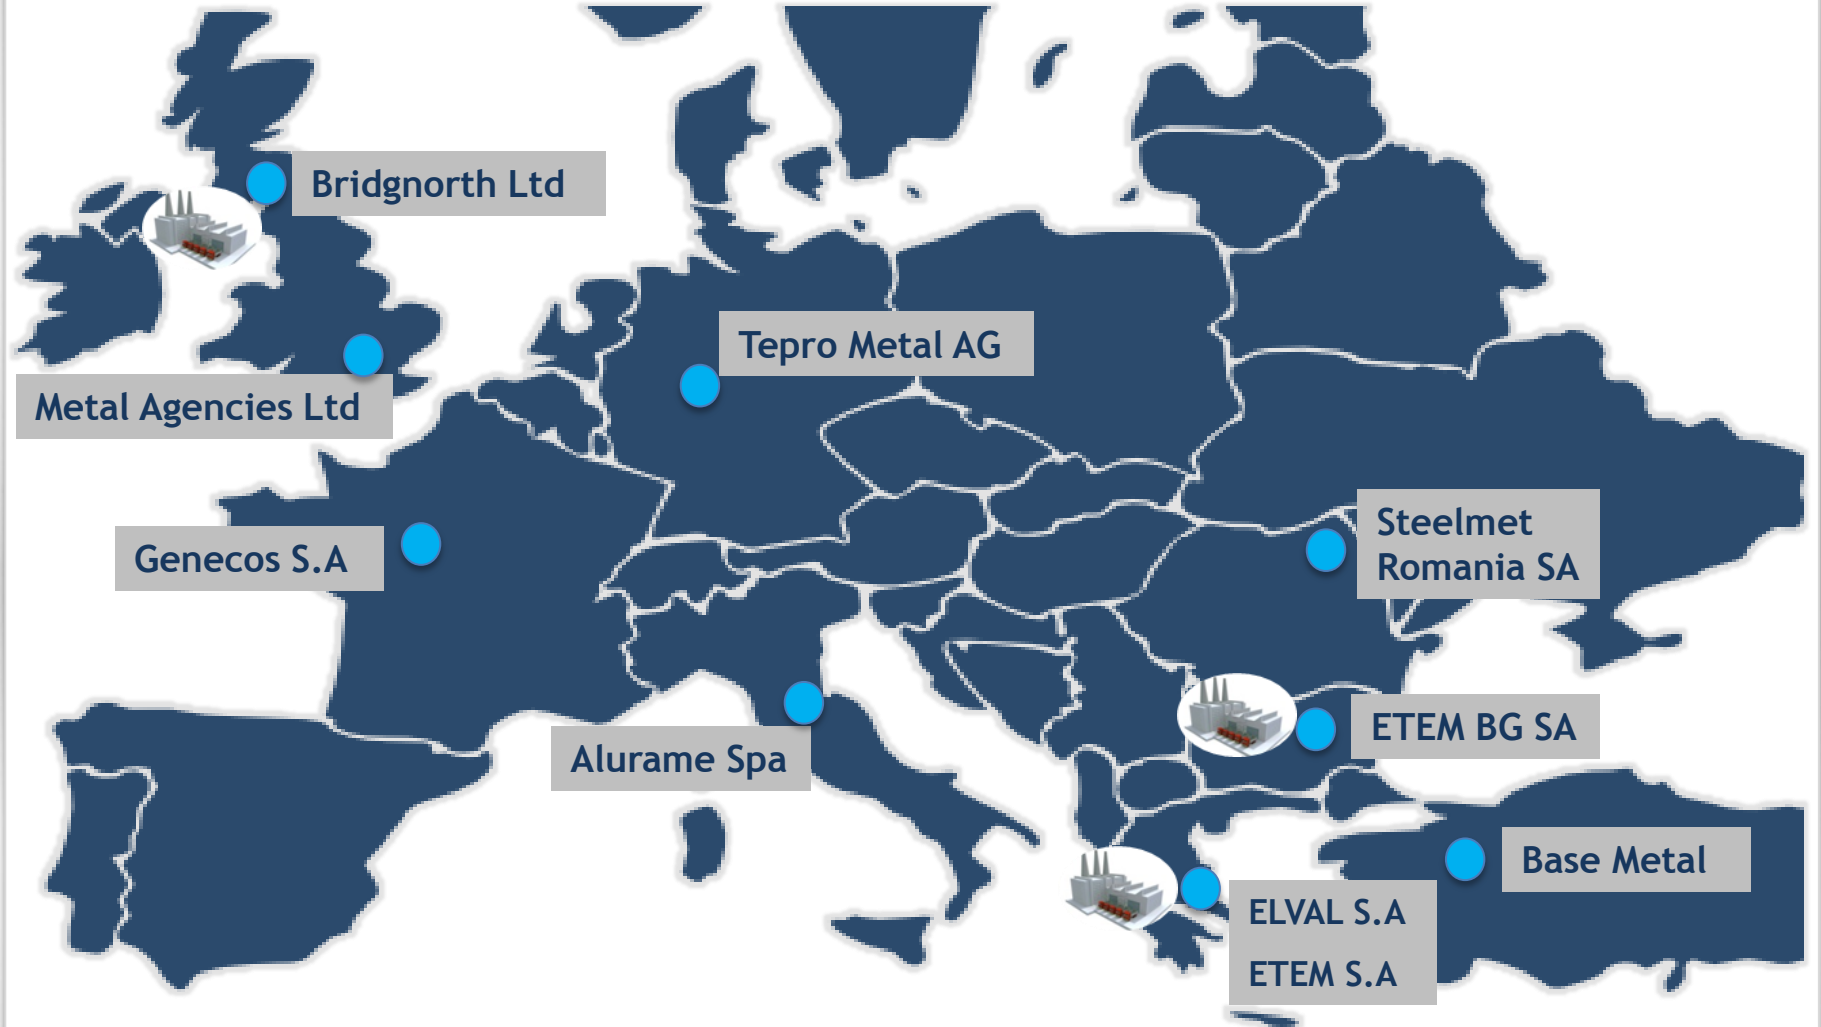 Bridgnorth Ltd
Tepro Metal AG
Metal Agencies Ltd
Genecos S.A
Steelmet
Romania SA
ETEM BG SA
Alurame Spa
Base Metal
ELVAL S.A
ETEM S.A